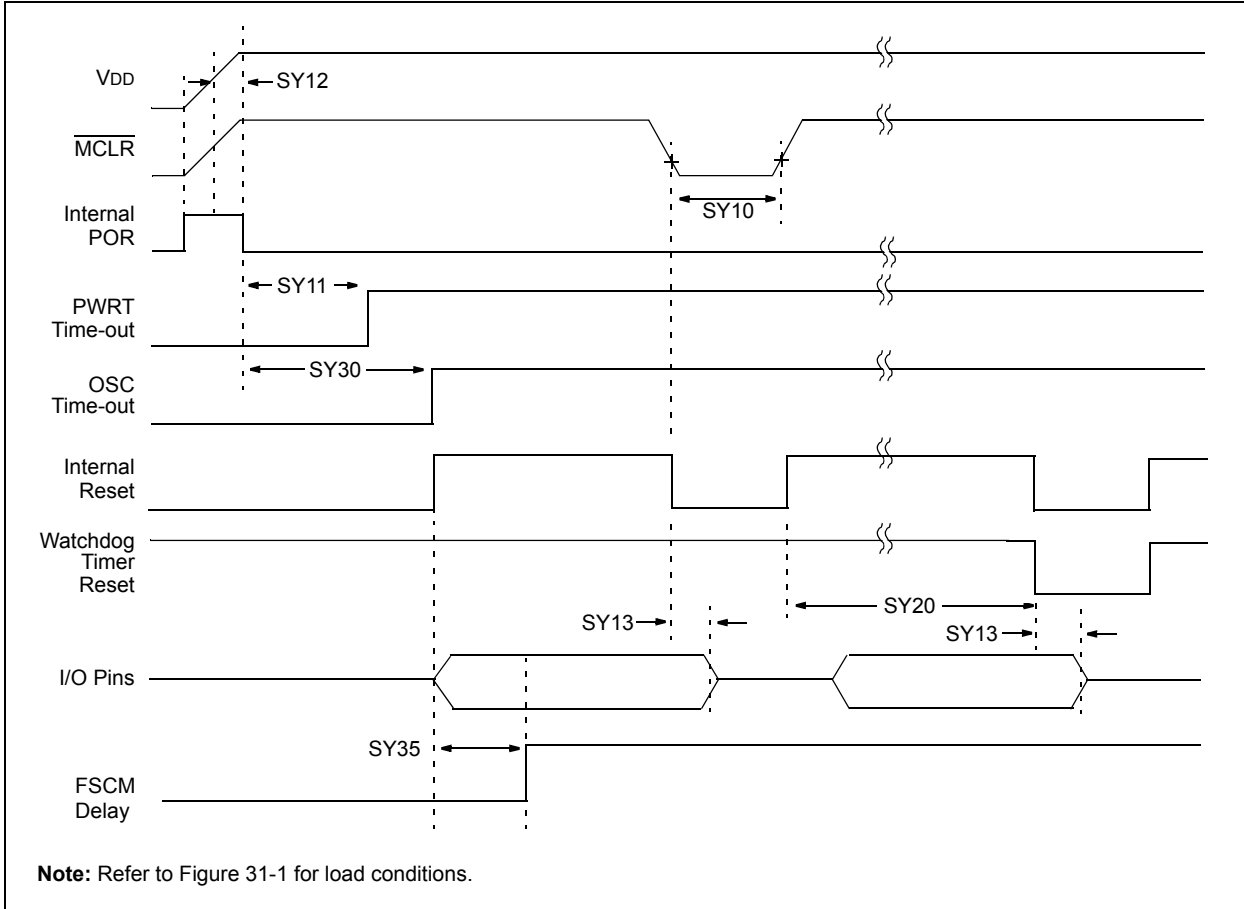 VDD
SY12
MCLR
SY10
Internal
POR
SY11
PWRT
Time-out
SY30
OSC
Time-out
Internal
Reset
Watchdog
Timer
Reset
SY20
SY13
SY13
I/O Pins
SY35
FSCM
Delay
Note: Refer to Figure 31-1 for load conditions.